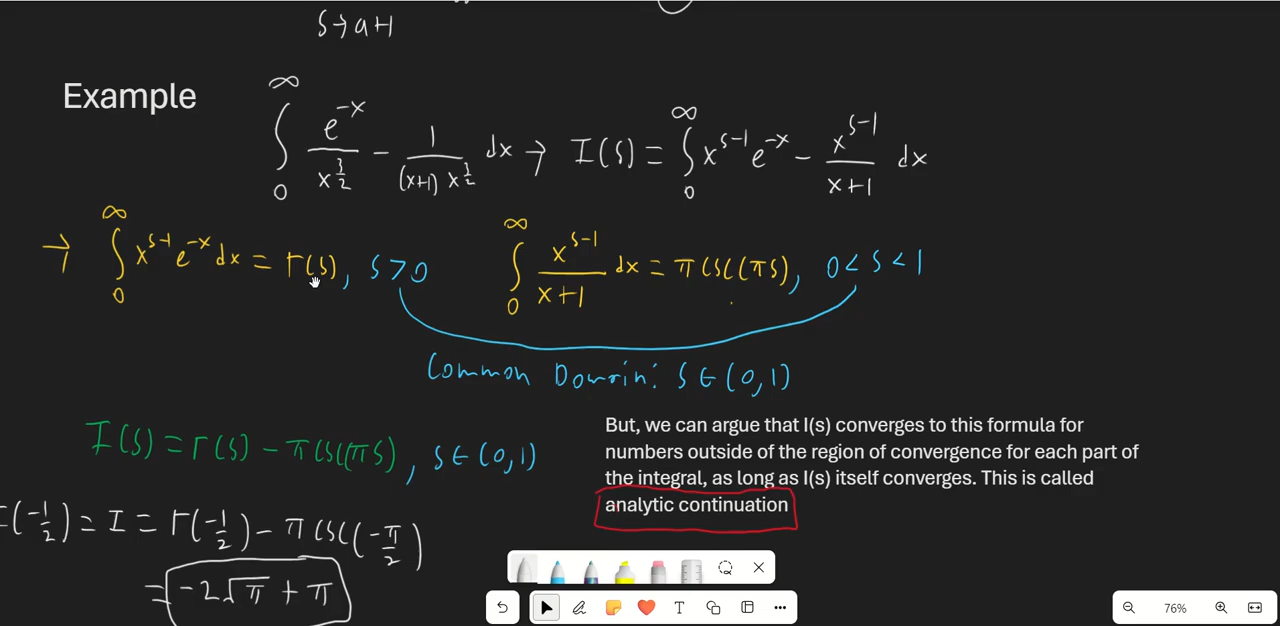 s→a+1
Example
∫₀^∞ e^{-x}/x^{3/2} − 1/((x+1) x^{3/2}) dx → I(s) = ∫₀^∞ x^{s−1}e^{−x} − x^{s−1}/(x+1) dx
→ ∫₀^∞ x^{s−1}e^{−x}dx = Γ(s), s>0 ∫₀^∞ x^{s−1}/(x+1) dx = π csc(πs), 0<s<1
Common Domain: s∈(0,1)
I(s) = Γ(s) − π csc(πs), s∈(0,1)
But, we can argue that I(s) converges to this formula for
numbers outside of the region of convergence for each part of
the integral, as long as I(s) itself converges. This is called
analytic continuation
I(−1/2) = I = Γ(−1/2) − π csc(−π/2)
= −2√π + π
76%